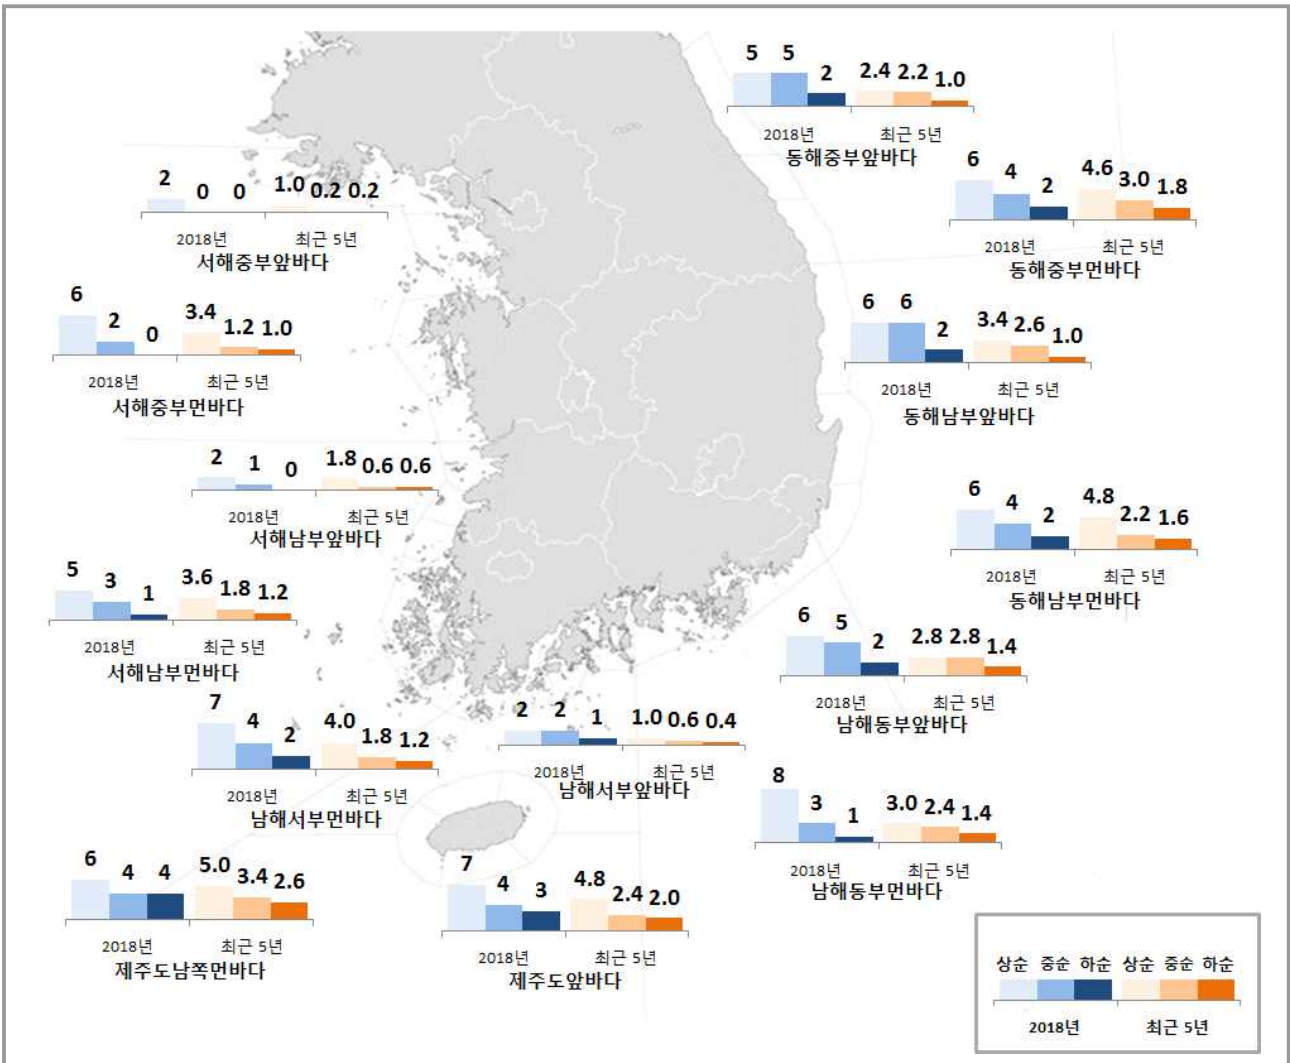 5 5 2 2.4 2.2 1.0
2018년 최근 5년
동해중부앞바다
6 4 2 4.6 3.0 1.8
2018년 최근 5년
동해중부먼바다
2 0 0 1.0 0.2 0.2
2018년 최근 5년
서해중부앞바다
6 2 0 3.4 1.2 1.0
2018년 최근 5년
서해중부먼바다
6 6 2 3.4 2.6 1.0
2018년 최근 5년
동해남부앞바다
2 1 0 1.8 0.6 0.6
2018년 최근 5년
서해남부앞바다
6 4 2 4.8 2.2 1.6
2018년 최근 5년
동해남부먼바다
5 3 1 3.6 1.8 1.2
2018년 최근 5년
서해남부먼바다
6 5 2 2.8 2.8 1.4
2018년 최근 5년
남해동부앞바다
7 4 2 4.0 1.8 1.2
2018년 최근 5년
남해서부먼바다
2 2 1 1.0 0.6 0.4
2018년 최근 5년
남해서부앞바다
8 3 1 3.0 2.4 1.4
2018년 최근 5년
남해동부먼바다
6 4 4 5.0 3.4 2.6
2018년 최근 5년
제주도남쪽먼바다
7 4 3 4.8 2.4 2.0
2018년 최근 5년
제주도앞바다
상순 중순 하순 상순 중순 하순
2018년 최근 5년